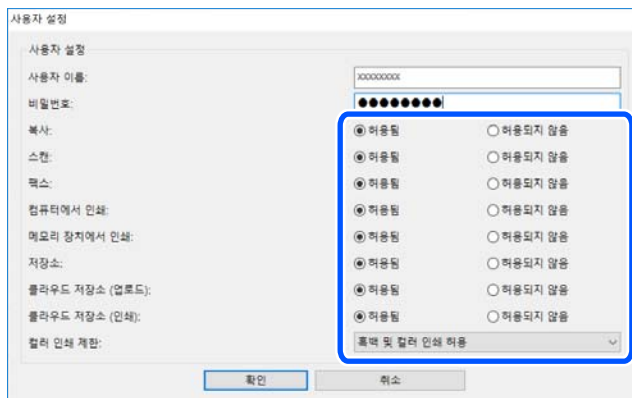 사용자 설정
사용자 설정
사용자 이름: xxxxxxxx
비밀번호: ●●●●●●●●
복사: 허용됨 허용되지 않음
스캔: 허용됨 허용되지 않음
팩스: 허용됨 허용되지 않음
컴퓨터에서 인쇄: 허용됨 허용되지 않음
메모리 장치에서 인쇄: 허용됨 허용되지 않음
저장소: 허용됨 허용되지 않음
클라우드 저장소 (업로드): 허용됨 허용되지 않음
클라우드 저장소 (인쇄): 허용됨 허용되지 않음
컬러 인쇄 제한: 흑백 및 컬러 인쇄 허용
확인 취소